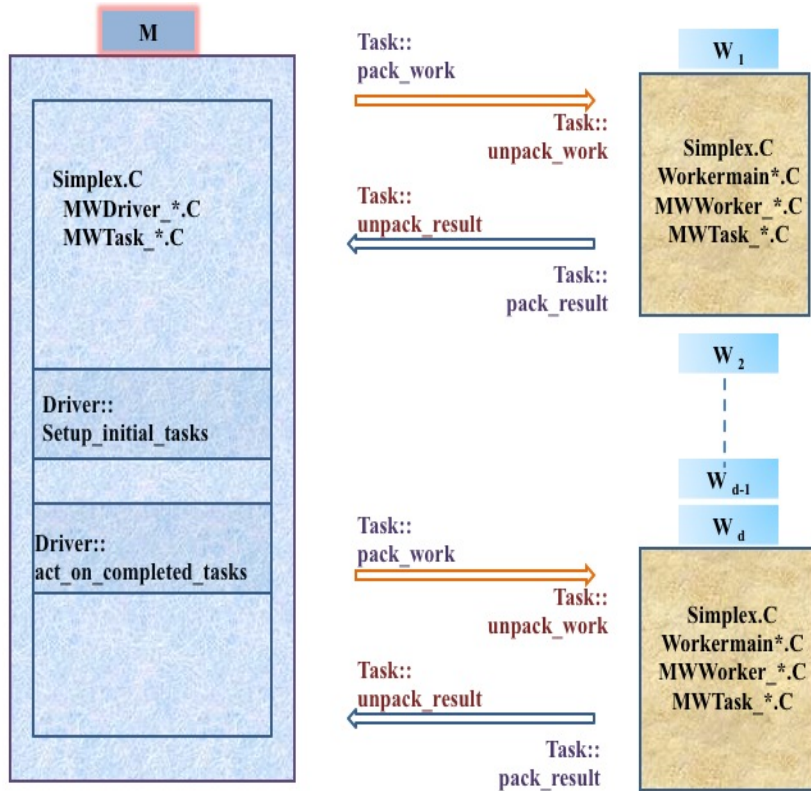 M
Simplex.C
MWDriver_*.C
MWTask_*.C
Driver::
Setup_initial_tasks
Driver::
act_on_completed_tasks
Task::
pack_work
Task::
unpack_work
Task::
unpack_result
Task::
pack_result
Task::
pack_work
Task::
unpack_work
Task::
unpack_result
Task::
pack_result
W 1
Simplex.C
Workermain*.C
MWWorker_*.C
MWTask_*.C
W 2
W d-1
W d
Simplex.C
Workermain*.C
MWWorker_*.C
MWTask_*.C